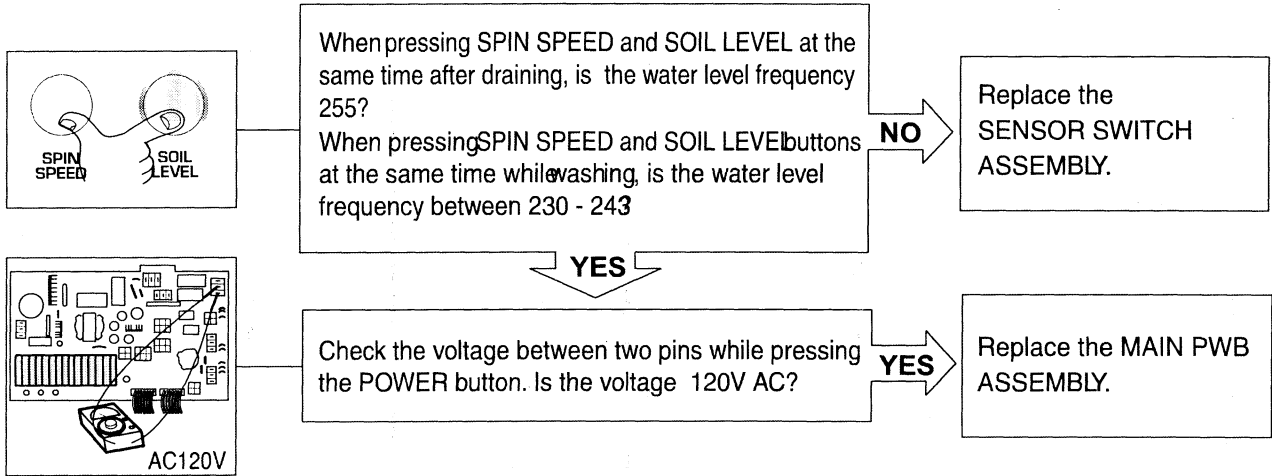 When pressing SPIN SPEED and SOIL LEVEL at the
same time after draining, is the water level frequency
255?
When pressing SPIN SPEED and SOIL LEVEL buttons
at the same time while washing, is the water level
frequency between 230 - 243?
NO
Replace the
SENSOR SWITCH
ASSEMBLY.
SPIN
SPEED
SOIL
LEVEL
YES
Check the voltage between two pins while pressing
the POWER button. Is the voltage 120V AC?
YES
Replace the MAIN PWB
ASSEMBLY.
AC120V